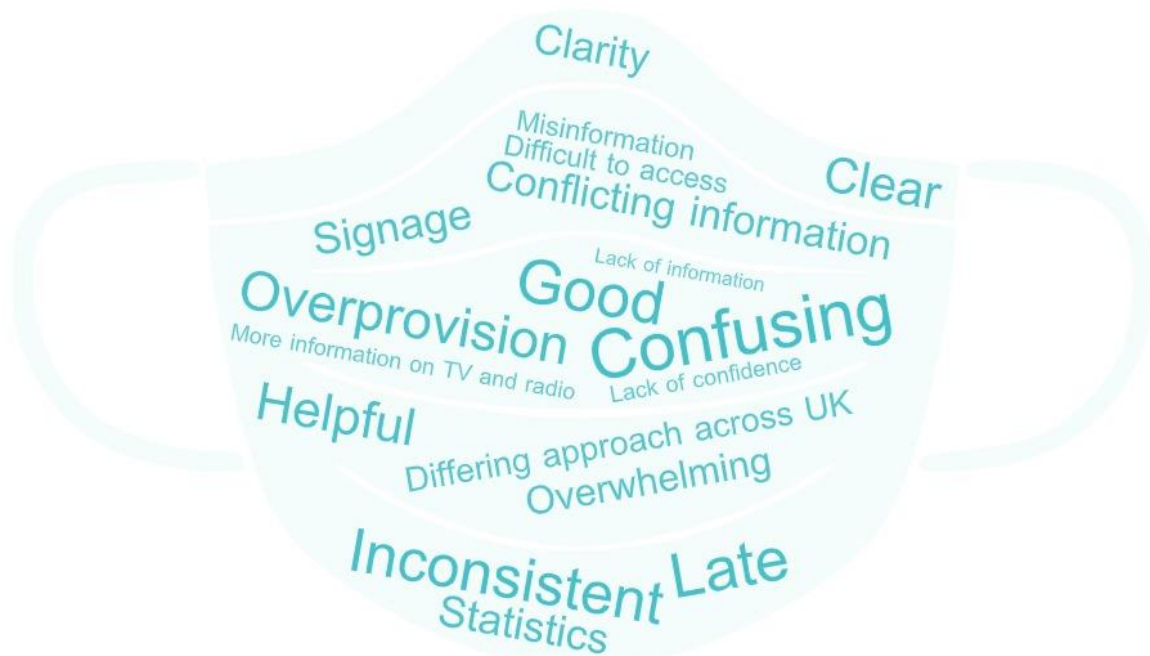 Clarity
Misinformation
Difficult to access
Clear
Conflicting information
Signage
Lack of information
Good
Overprovision
Confusing
More information on TV and radio
Lack of confidence
Helpful
Differing approach across UK
Overwhelming
Inconsistent
Late
Statistics